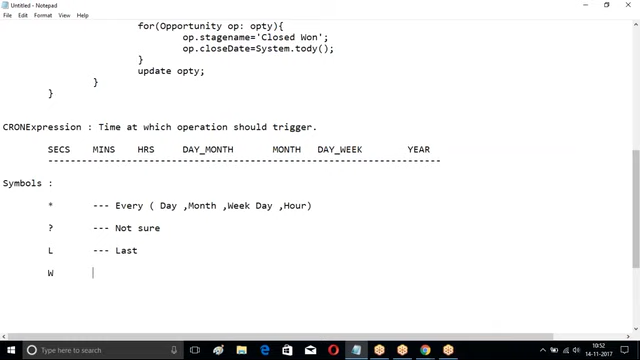 Untitled - Notepad
File Edit Format View Help
for(Opportunity op: opty){
op.stagename='Closed Won';
op.closeDate=System.tody();
}
update opty;
}
}
CRONExpression : Time at which operation should trigger.
SECS MINS HRS DAY_MONTH MONTH DAY_WEEK YEAR
--------------------------------------------------------------------------------
Symbols :
* --- Every ( Day ,Month ,Week Day ,Hour)
? --- Not sure
L --- Last
W
Type here to search
10:52
14-11-2017